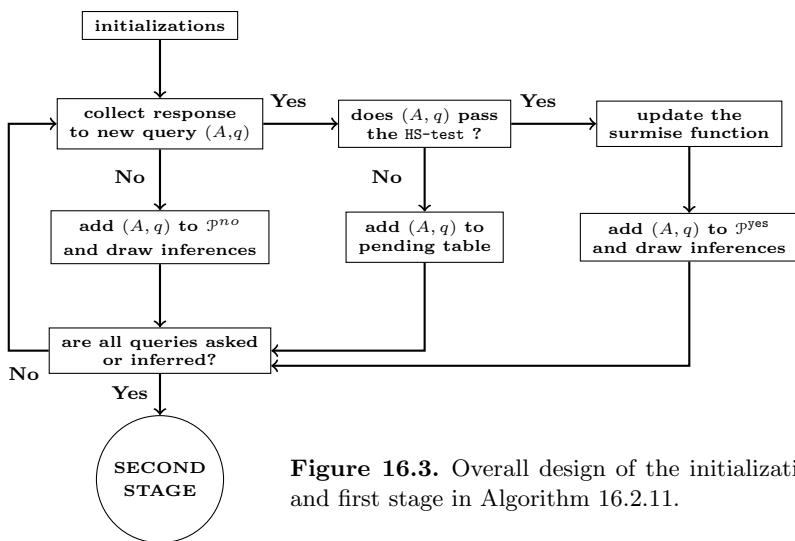 initializations
collect response
to new query (A,q)
Yes
does (A, q) pass
the HS-test ?
Yes
update the
surmise function
No
No
add (A, q) to 𝒫^no
and draw inferences
add (A, q) to
pending table
add (A, q) to 𝒫^yes
and draw inferences
are all queries asked
or inferred?
No
Yes
SECOND
STAGE
Figure 16.3. Overall design of the initializati
and first stage in Algorithm 16.2.11.